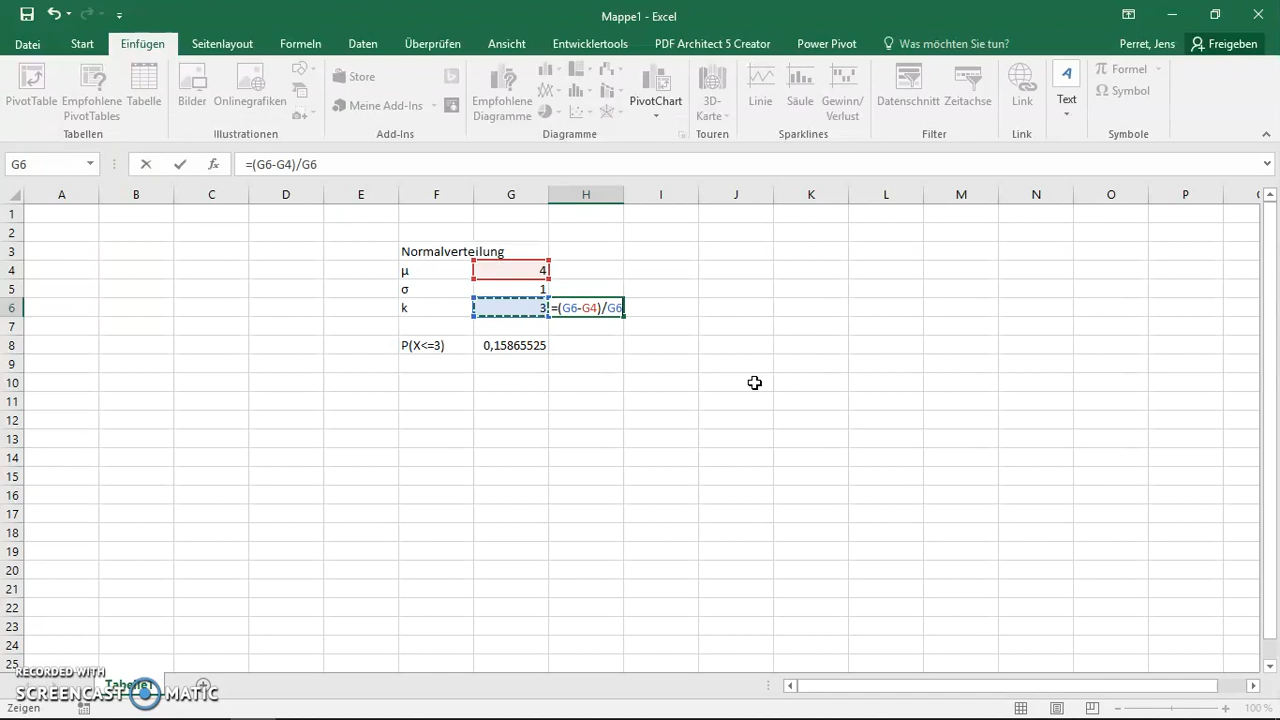 Mappe1 - Excel
Datei Start Einfügen Seitenlayout Formeln Daten Überprüfen Ansicht Entwicklertools PDF Architect 5 Creator Power Pivot Was möchten Sie tun? Perret, Jens Freigeben
PivotTable Empfohlene PivotTables Tabelle Bilder Onlinegrafiken Store Meine Add-Ins Empfohlene Diagramme PivotChart 3D-Karte Linie Säule Gewinn/Verlust Datenschnitt Zeitachse Link Text Formel Symbol
Tabellen Illustrationen Add-Ins Diagramme Touren Sparklines Filter Link Symbole
G6 fx =(G6-G4)/G6
A B C D E F G H I J K L M N O P
1
2
3 Normalverteilung
4 μ 4
5 σ 1
6 k 3 =(G6-G4)/G6
7
8 P(X<=3) 0,15865525
9
10
11
12
13
14
15
16
17
18
19
20
21
22
23
24
25
RECORDED WITH
SCREENCAST-O-MATIC
Tabelle1
Zeigen 100 %